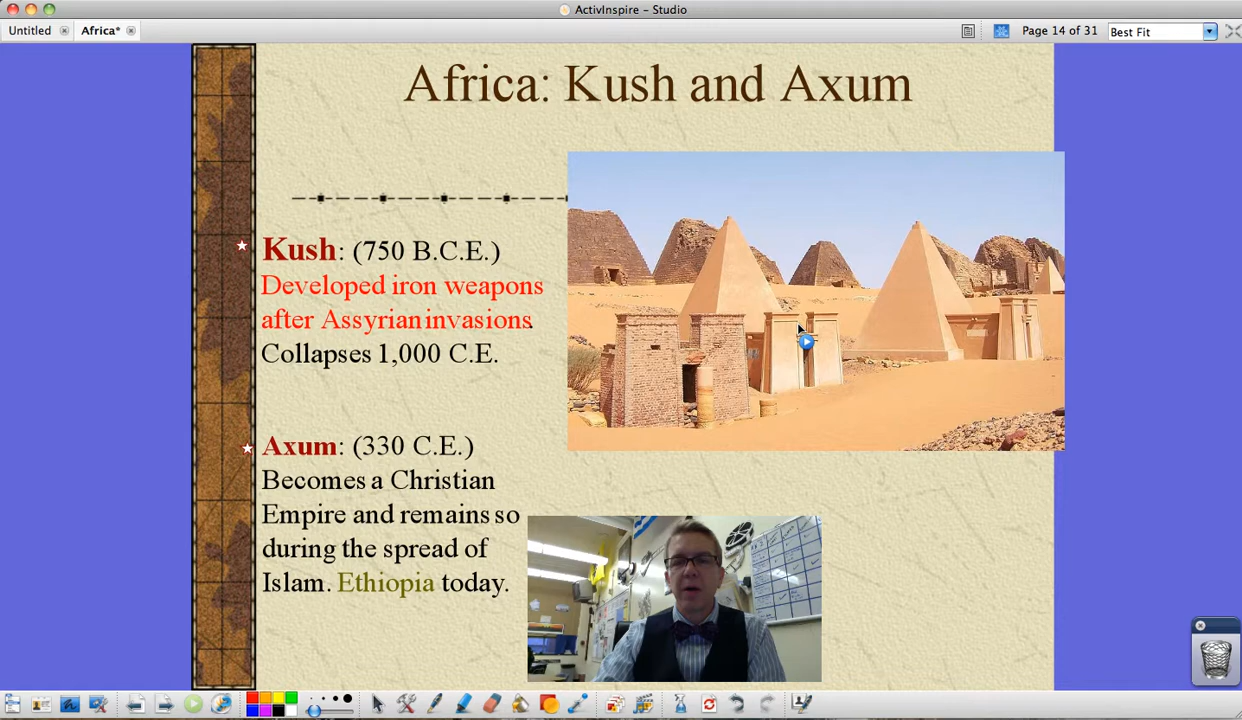 ActivInspire - Studio
Untitled
Africa*
Page 14 of 31
Best Fit
Africa: Kush and Axum
Kush: (750 B.C.E.)
Developed iron weapons
after Assyrian invasions.
Collapses 1,000 C.E.
Axum: (330 C.E.)
Becomes a Christian
Empire and remains so
during the spread of
Islam. Ethiopia today.